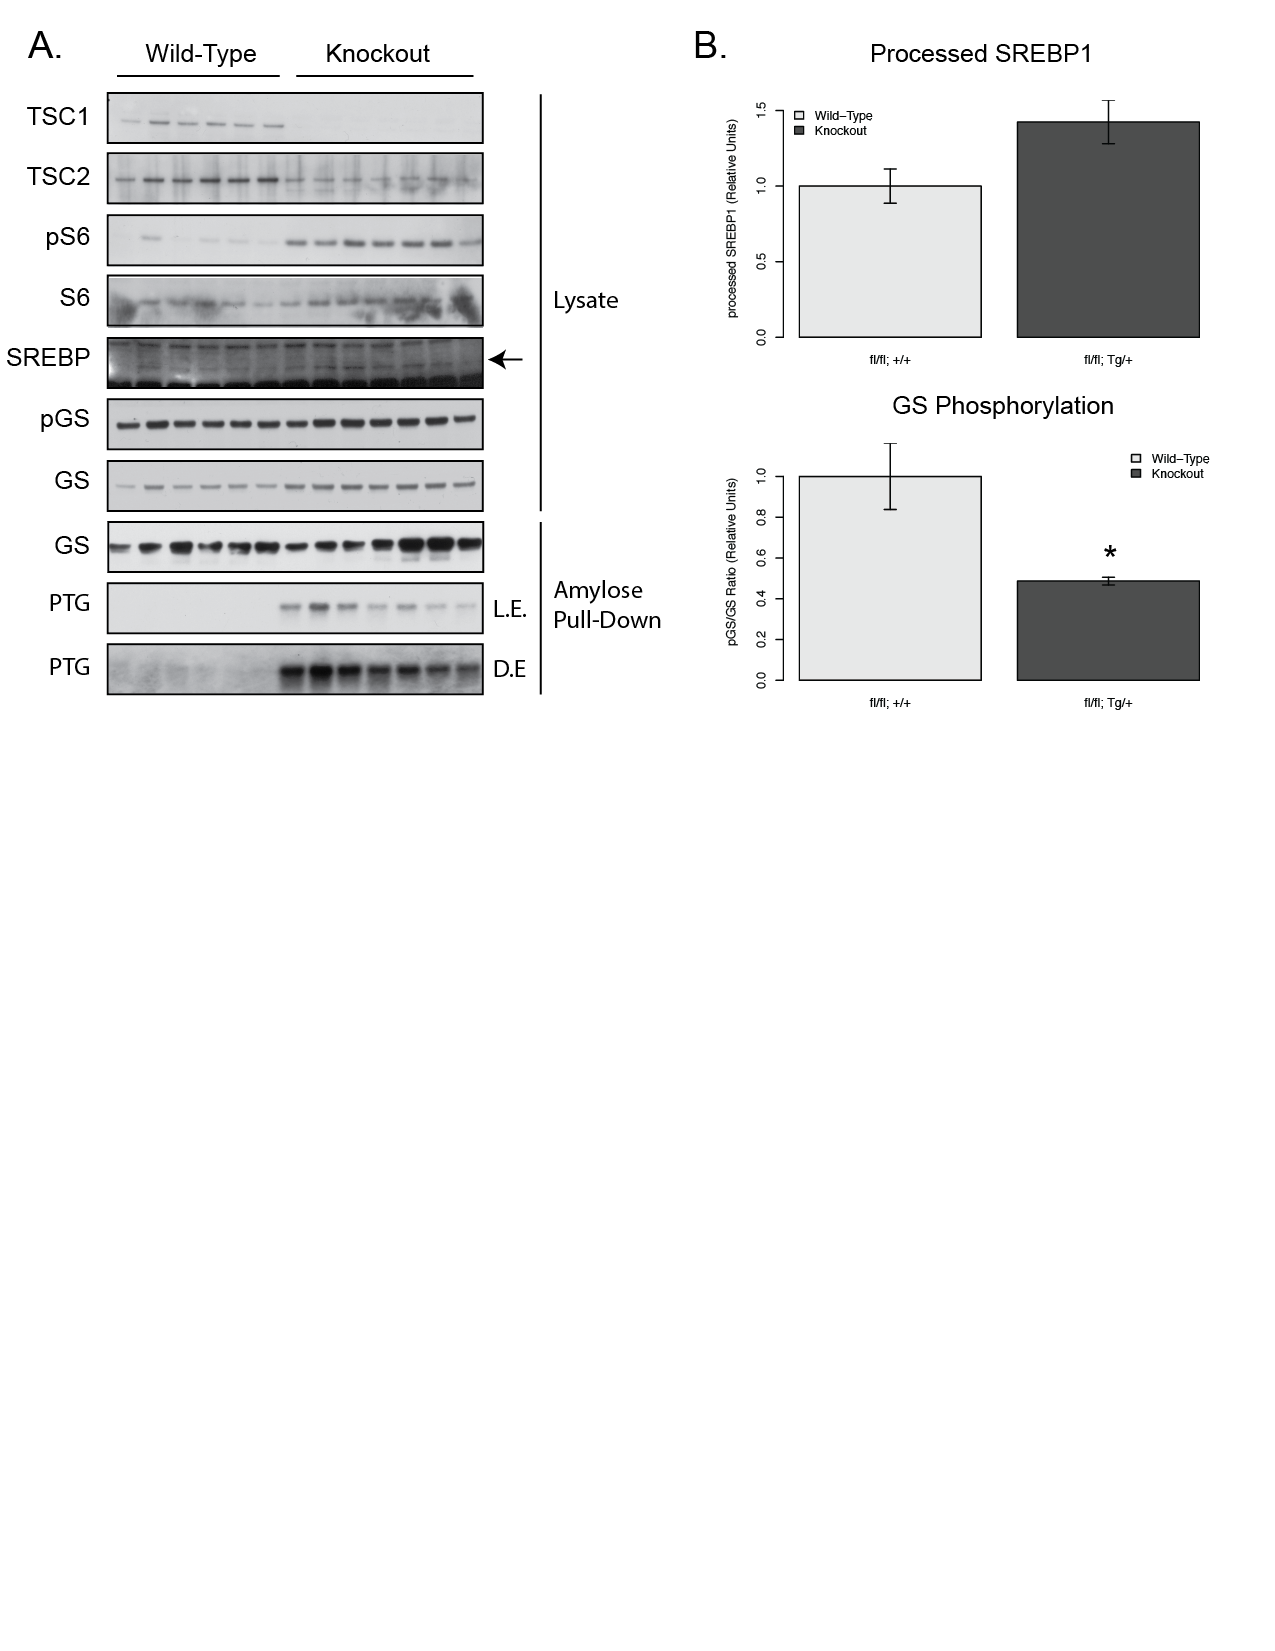 A.
Wild-Type
Knockout
TSC1
TSC2
pS6
S6
SREBP
pGS
GS
GS
PTG
PTG
L.E.
D.E
Lysate
Amylose
Pull-Down
B.
Processed SREBP1
processed SREBP1 (Relative Units)
1.5
1.0
0.5
0.0
Wild–Type
Knockout
fl/fl; +/+
fl/fl; Tg/+
GS Phosphorylation
pGS/GS Ratio (Relative Units)
1.0
0.8
0.6
0.4
0.2
0.0
Wild–Type
Knockout
*
fl/fl; +/+
fl/fl; Tg/+